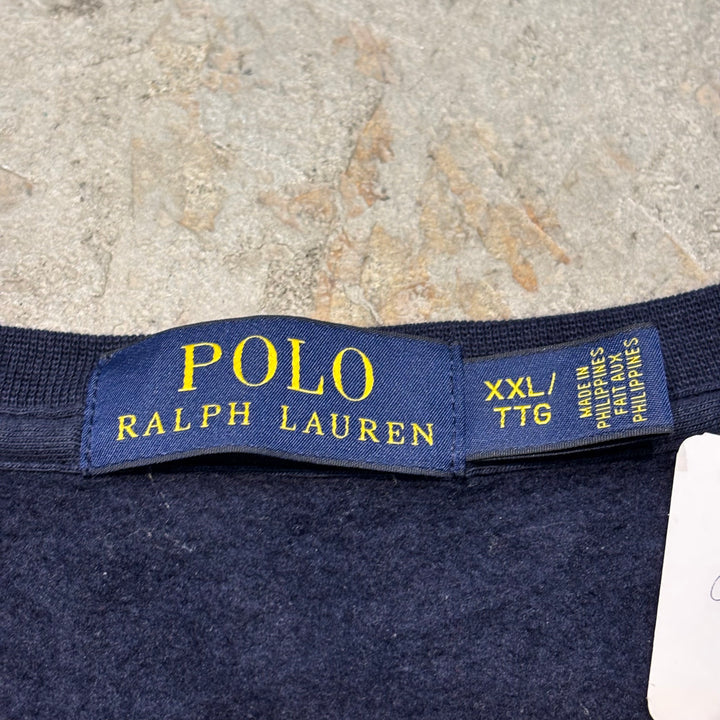 POLO
RALPH LAUREN
XXL/
TTG
MADE IN
PHILIPPINES
FAIT AUX
PHILIPPINES